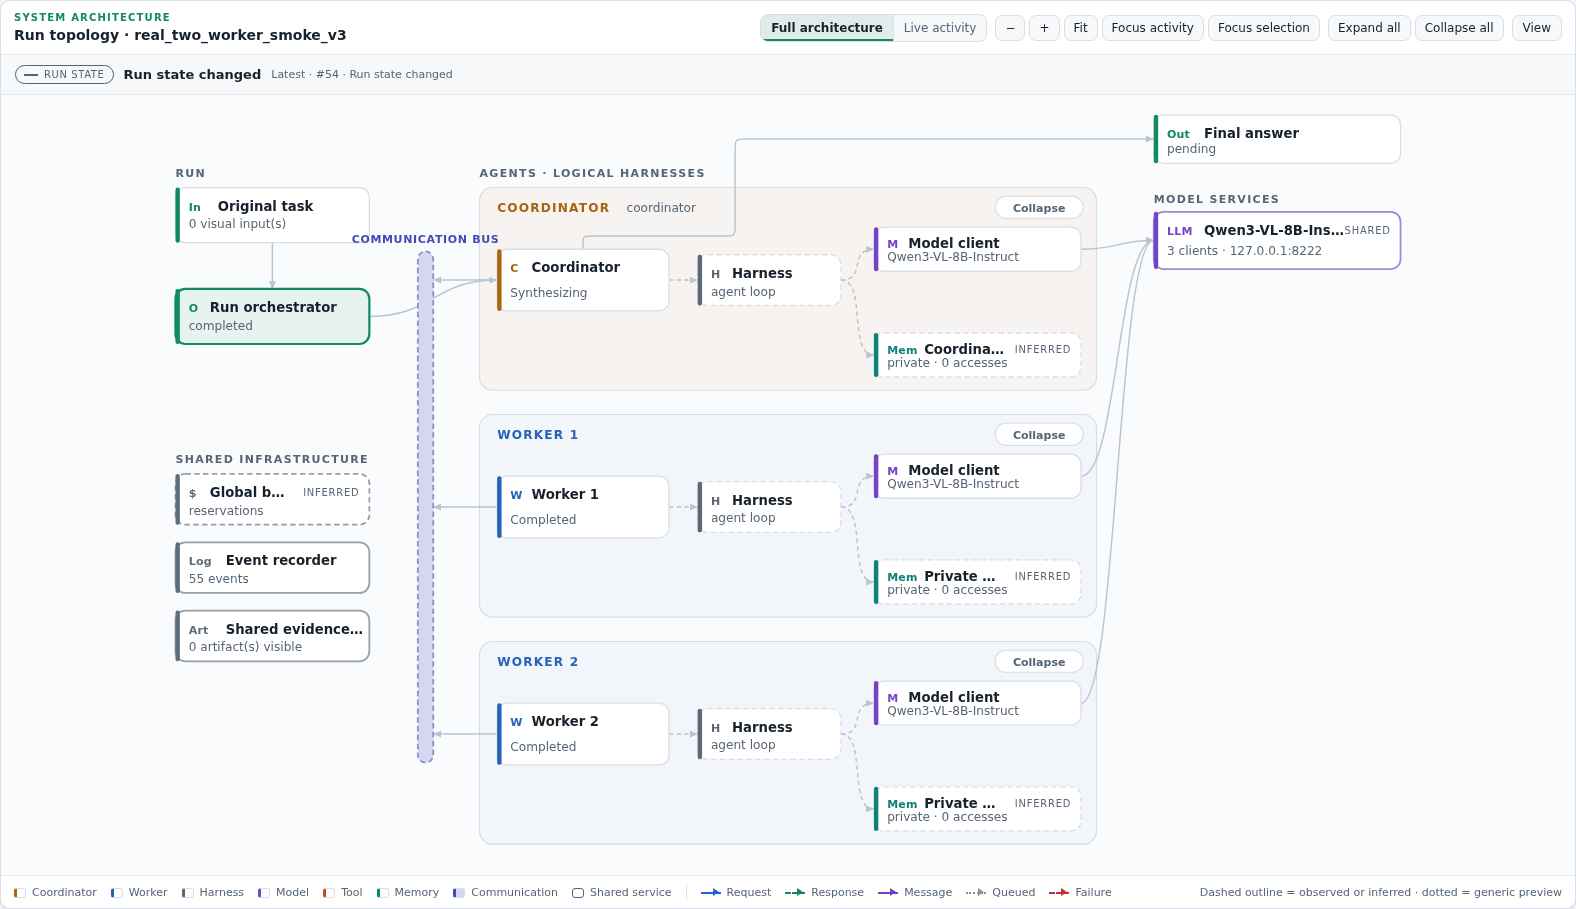 SYSTEM ARCHITECTURE
Run topology · real_two_worker_smoke_v3
Full architecture Live activity − + Fit Focus activity Focus selection Expand all Collapse all View
RUN STATE Run state changed Latest · #54 · Run state changed
Out Final answer
pending
RUN
In Original task
0 visual input(s)
O Run orchestrator
completed
COMMUNICATION BUS
SHARED INFRASTRUCTURE
$ Global b... INFERRED
reservations
Log Event recorder
55 events
Art Shared evidence...
0 artifact(s) visible
AGENTS · LOGICAL HARNESSES
COORDINATOR coordinator Collapse
C Coordinator
Synthesizing
H Harness
agent loop
M Model client
Qwen3-VL-8B-Instruct
Mem Coordina... INFERRED
private · 0 accesses
WORKER 1 Collapse
W Worker 1
Completed
H Harness
agent loop
M Model client
Qwen3-VL-8B-Instruct
Mem Private ... INFERRED
private · 0 accesses
WORKER 2 Collapse
W Worker 2
Completed
H Harness
agent loop
M Model client
Qwen3-VL-8B-Instruct
Mem Private ... INFERRED
private · 0 accesses
MODEL SERVICES
LLM Qwen3-VL-8B-Ins... SHARED
3 clients · 127.0.0.1:8222
Coordinator Worker Harness Model Tool Memory Communication Shared service Request Response Message Queued Failure Dashed outline = observed or inferred · dotted = generic preview